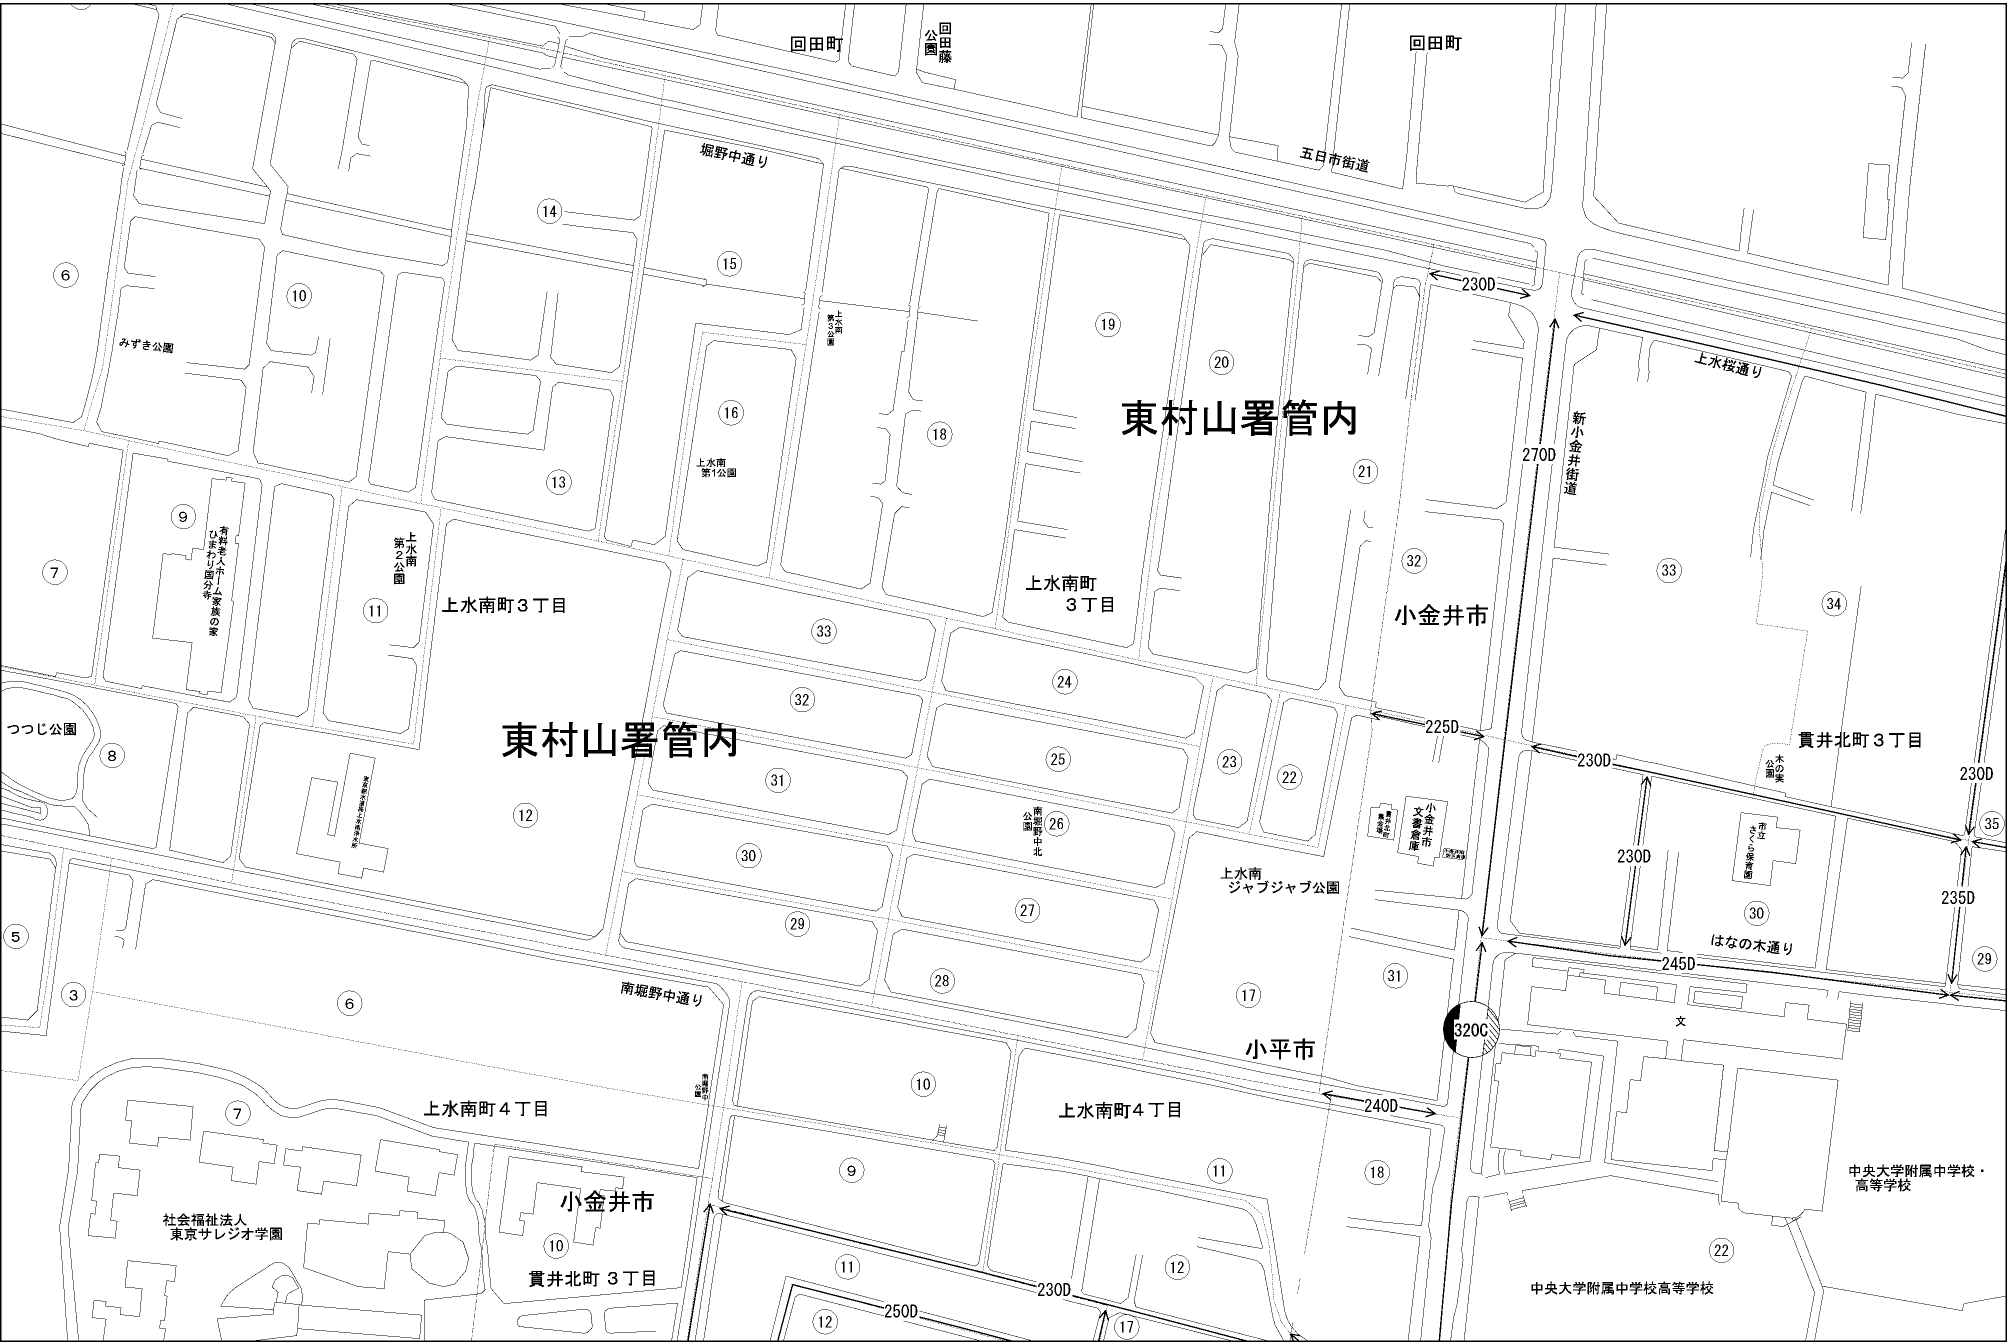 回田町
回田藤
公園
回田町
堀野中通り
五日市街道
14
15
6
10
230D
みずき公園
上水南
第3公園
19
20
上水桜通り
16
18
東村山署管内
新小金井街道
270D
上水南
第1公園
21
13
9
有料老人ホーム家族の家
ひまわり国分寺
上水南
第2公園
7
11
上水南町3丁目
32
33
34
上水南町
3丁目
小金井市
33
24
32
つつじ公園
8
東村山署管内
225D
貫井北町3丁目
230D
木の実
公園
230D
25
23
22
31
12
南堀野中北
公園
26
貫井北町
集会場
小金井市
文書倉庫
35
市立
さくら保育園
30
230D
上水南
ジャブジャブ公園
235D
5
29
27
30
はなの木通り
245D
29
3
6
南堀野中通り
28
17
31
320C
文
小平市
南堀野中
公園
10
7
上水南町4丁目
上水南町4丁目
240D
9
11
18
中央大学附属中学校・
高等学校
社会福祉法人
東京サレジオ学園
小金井市
10
貫井北町3丁目
11
12
22
230D
中央大学附属中学校高等学校
250D
12
17